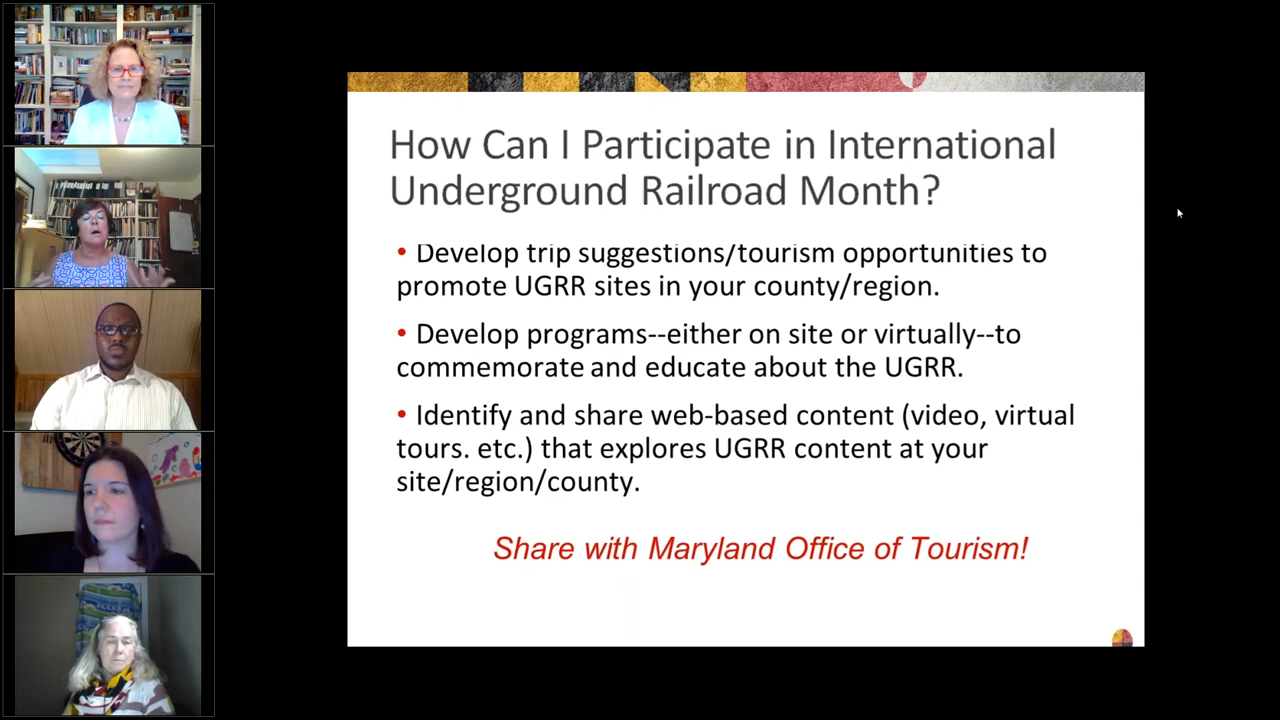 How Can I Participate in International
Underground Railroad Month?
• Develop trip suggestions/tourism opportunities to
promote UGRR sites in your county/region.
• Develop programs--either on site or virtually--to
commemorate and educate about the UGRR.
• Identify and share web-based content (video, virtual
tours. etc.) that explores UGRR content at your
site/region/county.
Share with Maryland Office of Tourism!